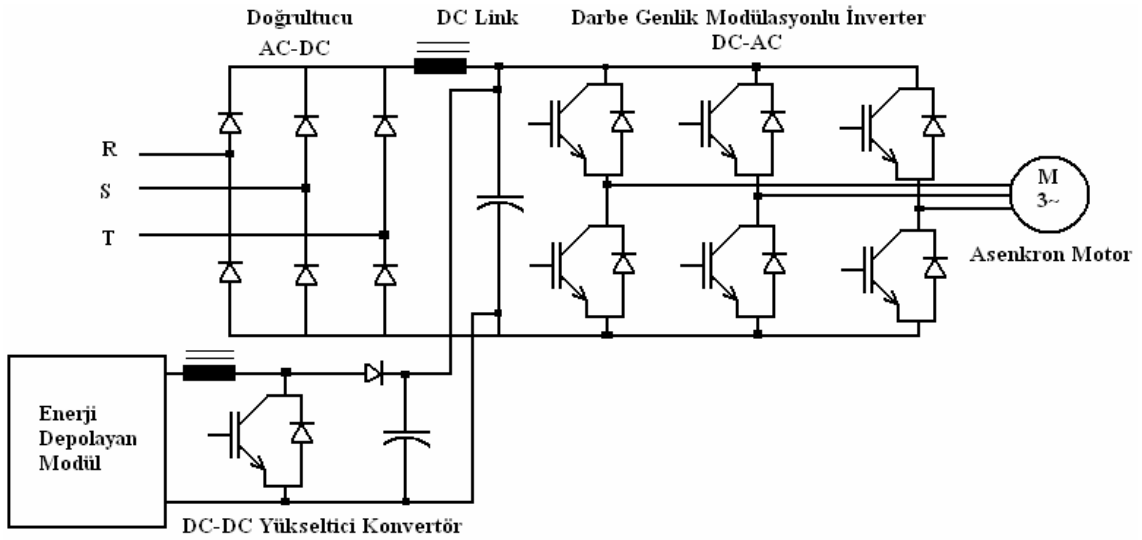 Doğrultucu
AC-DC
DC Link
Darbe Genlik Modülasyonlu İnverter
DC-AC
R
S
T
M
3~
Asenkron Motor
Enerji
Depolayan
Modül
DC-DC Yükseltici Konvertör